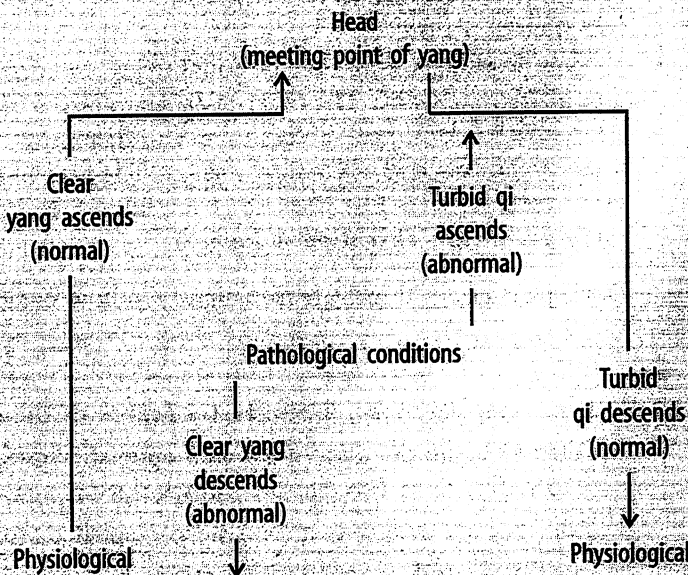 Head
(meeting point of yang)
Clear
yang ascends
(normal)
Turbid qi
ascends
(abnormal)
Pathological conditions
Turbid
qi descends
(normal)
Clear yang
descends
(abnormal)
Physiological
Physiological